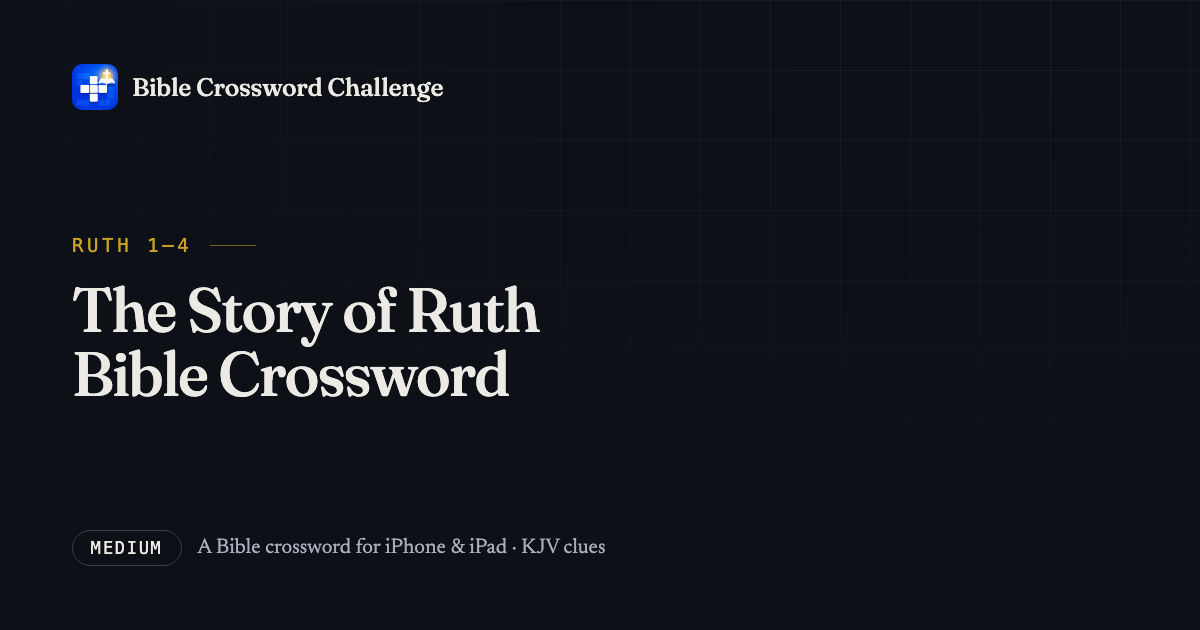 Bible Crossword Challenge
RUTH 1–4
The Story of Ruth
Bible Crossword
MEDIUM
A Bible crossword for iPhone & iPad · KJV clues